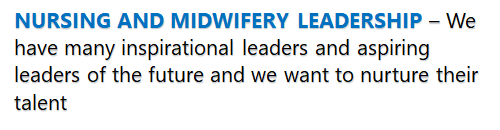 NURSING AND MIDWIFERY LEADERSHIP – We
have many inspirational leaders and aspiring
leaders of the future and we want to nurture their
talent